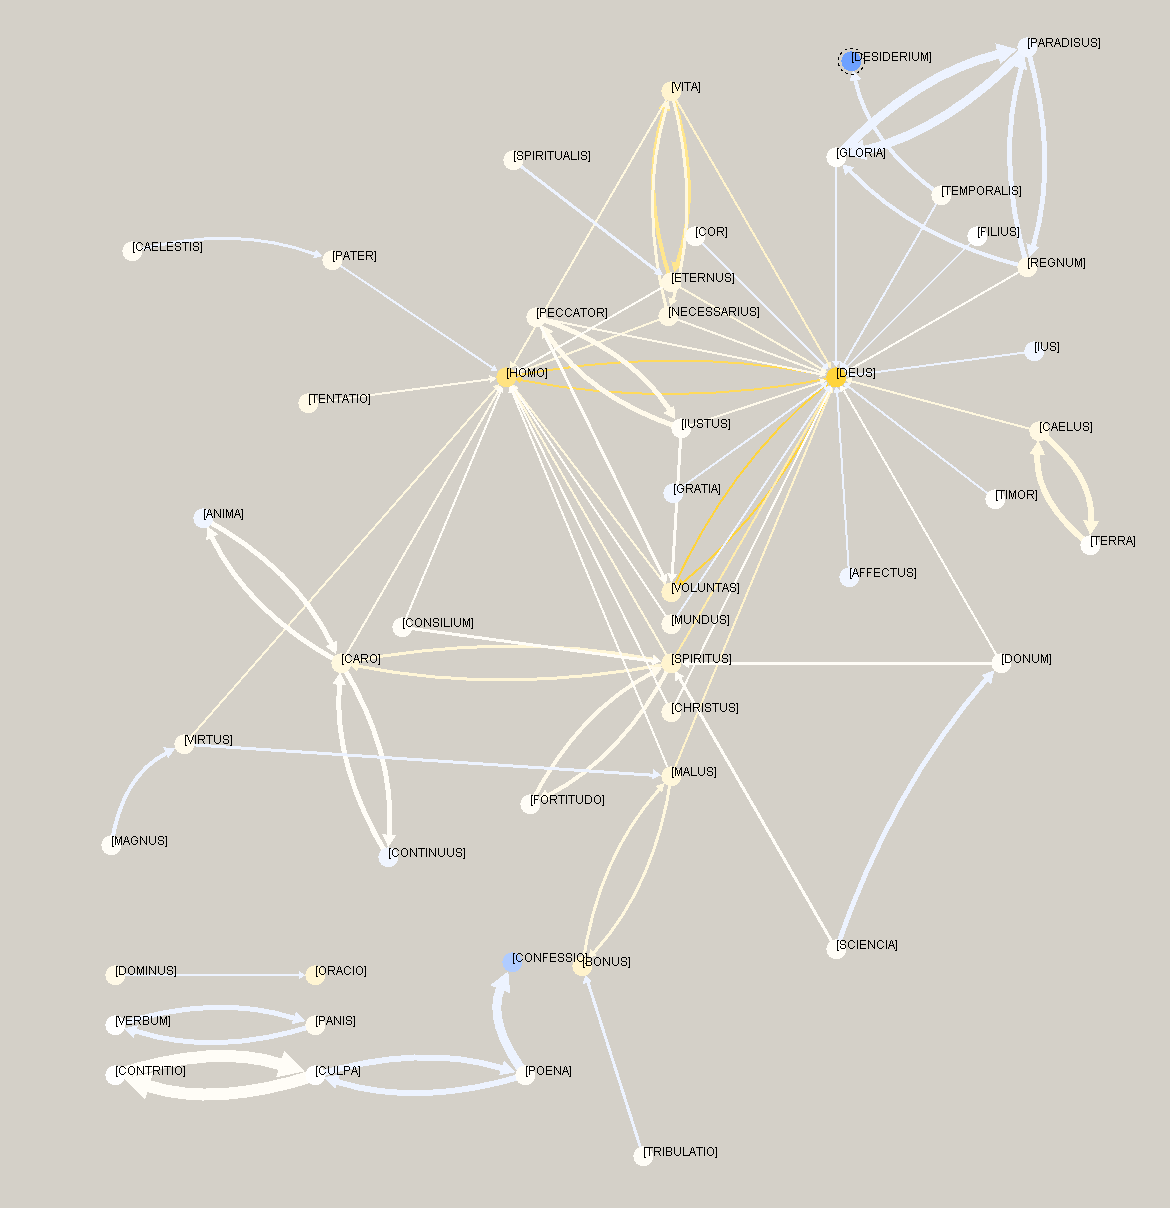 [PARADISUS]
[DESIDERIUM]
[VITA]
[GLORIA]
[SPIRITUALIS]
[TEMPORALIS]
[COR]
[FILIUS]
[CAELESTIS]
[PATER]
[REGNUM]
[ETERNUS]
[PECCATOR]
[NECESSARIUS]
[IUS]
[HOMO]
[DEUS]
[TENTATIO]
[IUSTUS]
[CAELUS]
[GRATIA]
[TIMOR]
[ANIMA]
[TERRA]
[AFFECTUS]
[VOLUNTAS]
[MUNDUS]
[CONSILIUM]
[CARO]
[SPIRITUS]
[DONUM]
[CHRISTUS]
[VIRTUS]
[MALUS]
[FORTITUDO]
[MAGNUS]
[CONTINUUS]
[SCIENCIA]
[CONFESSIO]
[BONUS]
[DOMINUS]
[ORACIO]
[VERBUM]
[PANIS]
[CONTRITIO]
[CULPA]
[POENA]
[TRIBULATIO]